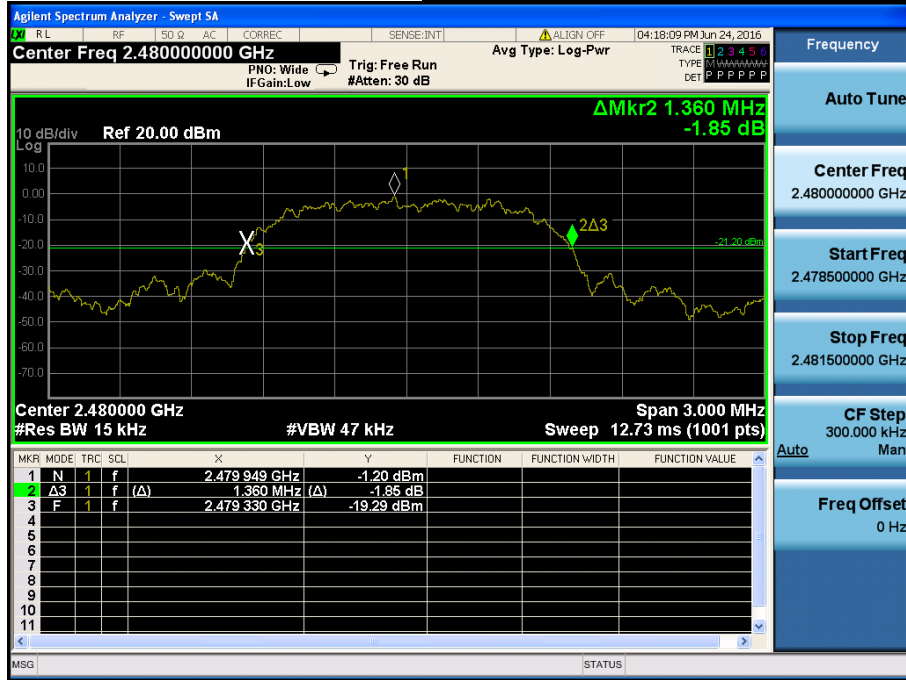 Agilent Spectrum Analyzer - Swept SA
LXI RL RF 50 Ω AC CORREC SENSE:INT ALIGN OFF 04:18:09 PM Jun 24, 2016
Center Freq 2.480000000 GHz Avg Type: Log-Pwr TRACE 1 2 3 4 5 6
PNO: Wide Trig: Free Run TYPE M WWWWW
IFGain:Low #Atten: 30 dB DET P P P P P P
ΔMkr2 1.360 MHz
-1.85 dB
10 dB/div Ref 20.00 dBm
Log
10.0
0.00
-10.0
-20.0
-30.0
-40.0
-50.0
-60.0
-70.0
1
2Δ3
3
-21.20 dBm
Center 2.480000 GHz Span 3.000 MHz
#Res BW 15 kHz #VBW 47 kHz Sweep 12.73 ms (1001 pts)
MKR MODE TRC SCL X Y FUNCTION FUNCTION WIDTH FUNCTION VALUE
1 N 1 f 2.479 949 GHz -1.20 dBm
2 Δ3 1 f (Δ) 1.360 MHz (Δ) -1.85 dB
3 F 1 f 2.479 330 GHz -19.29 dBm
4
5
6
7
8
9
10
11
MSG STATUS
Frequency
Auto Tune
Center Freq
2.480000000 GHz
Start Freq
2.478500000 GHz
Stop Freq
2.481500000 GHz
CF Step
300.000 kHz
Auto Man
Freq Offset
0 Hz